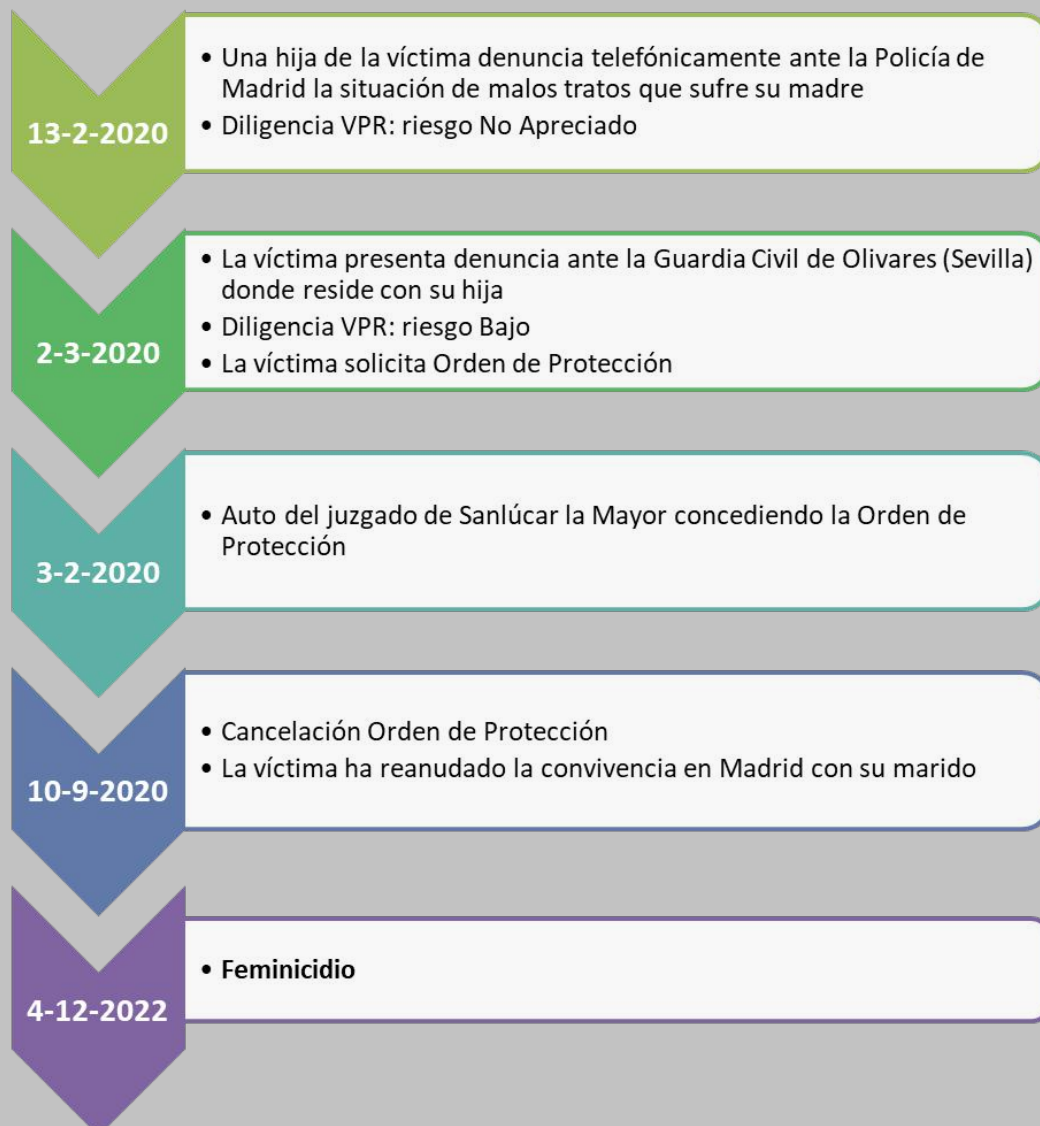 13-2-2020
• Una hija de la víctima denuncia telefónicamente ante la Policía de
Madrid la situación de malos tratos que sufre su madre
• Diligencia VPR: riesgo No Apreciado
2-3-2020
• La víctima presenta denuncia ante la Guardia Civil de Olivares (Sevilla)
donde reside con su hija
• Diligencia VPR: riesgo Bajo
• La víctima solicita Orden de Protección
3-2-2020
• Auto del juzgado de Sanlúcar la Mayor concediendo la Orden de
Protección
10-9-2020
• Cancelación Orden de Protección
• La víctima ha reanudado la convivencia en Madrid con su marido
4-12-2022
• Feminicidio